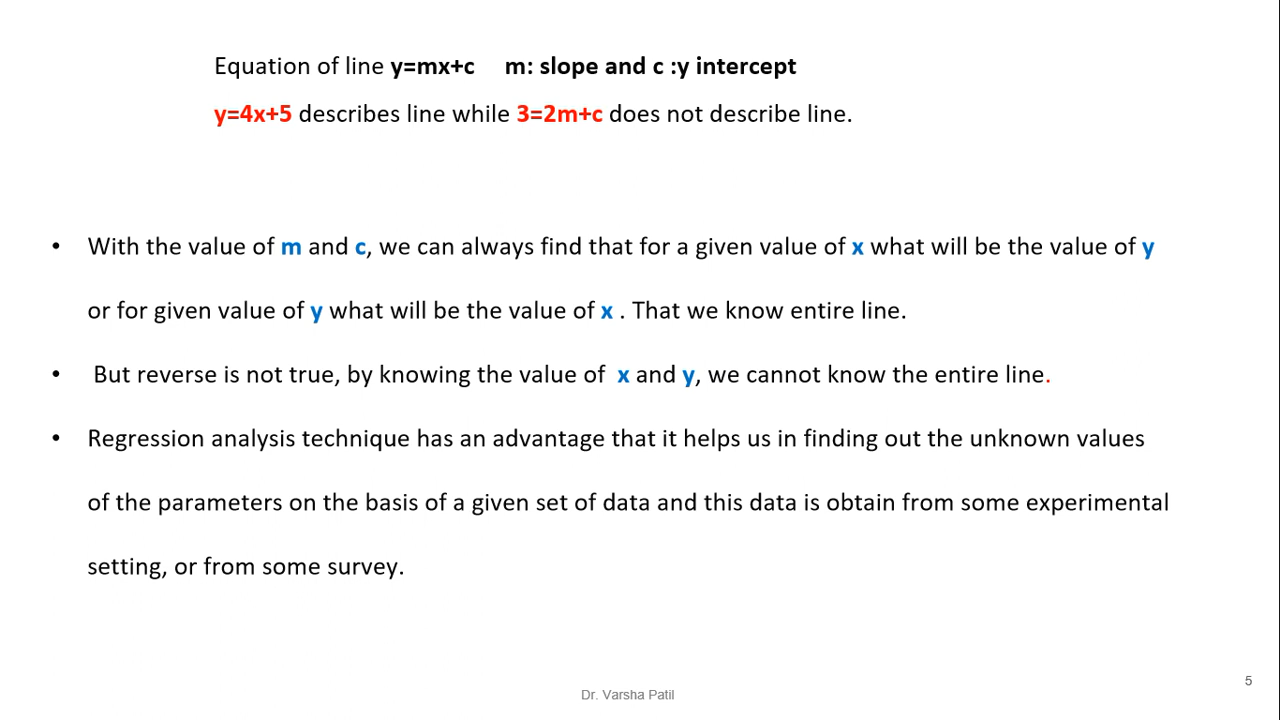 Equation of line y=mx+c m: slope and c :y intercept
y=4x+5 describes line while 3=2m+c does not describe line.
• With the value of m and c, we can always find that for a given value of x what will be the value of y
or for given value of y what will be the value of x . That we know entire line.
• But reverse is not true, by knowing the value of x and y, we cannot know the entire line.
• Regression analysis technique has an advantage that it helps us in finding out the unknown values
of the parameters on the basis of a given set of data and this data is obtain from some experimental
setting, or from some survey.
5
Dr. Varsha Patil